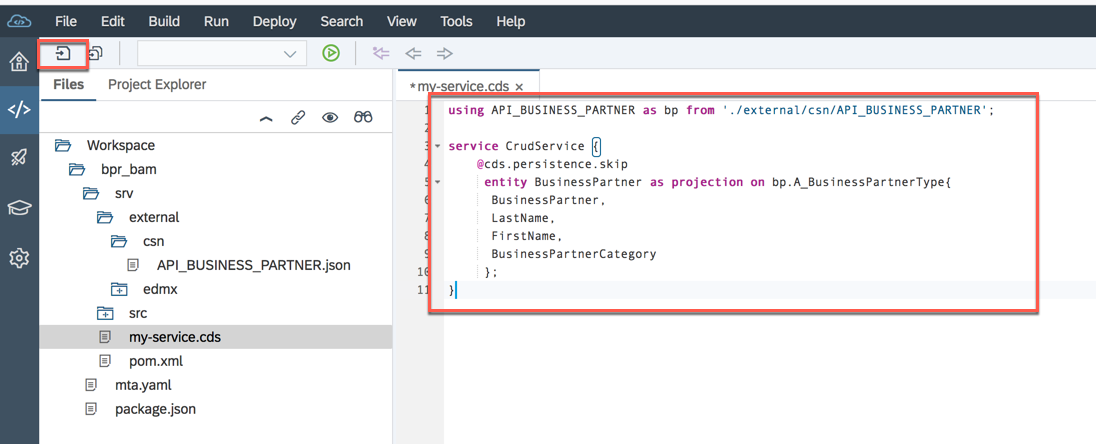 File Edit Build Run Deploy Search View Tools Help
Files Project Explorer
*my-service.cds ×
Workspace
bpr_bam
srv
external
csn
API_BUSINESS_PARTNER.json
edmx
src
my-service.cds
pom.xml
mta.yaml
package.json
1 using API_BUSINESS_PARTNER as bp from './external/csn/API_BUSINESS_PARTNER';
2
3 service CrudService {
4 @cds.persistence.skip
5 entity BusinessPartner as projection on bp.A_BusinessPartnerType{
6 BusinessPartner,
7 LastName,
8 FirstName,
9 BusinessPartnerCategory
10 };
11 }